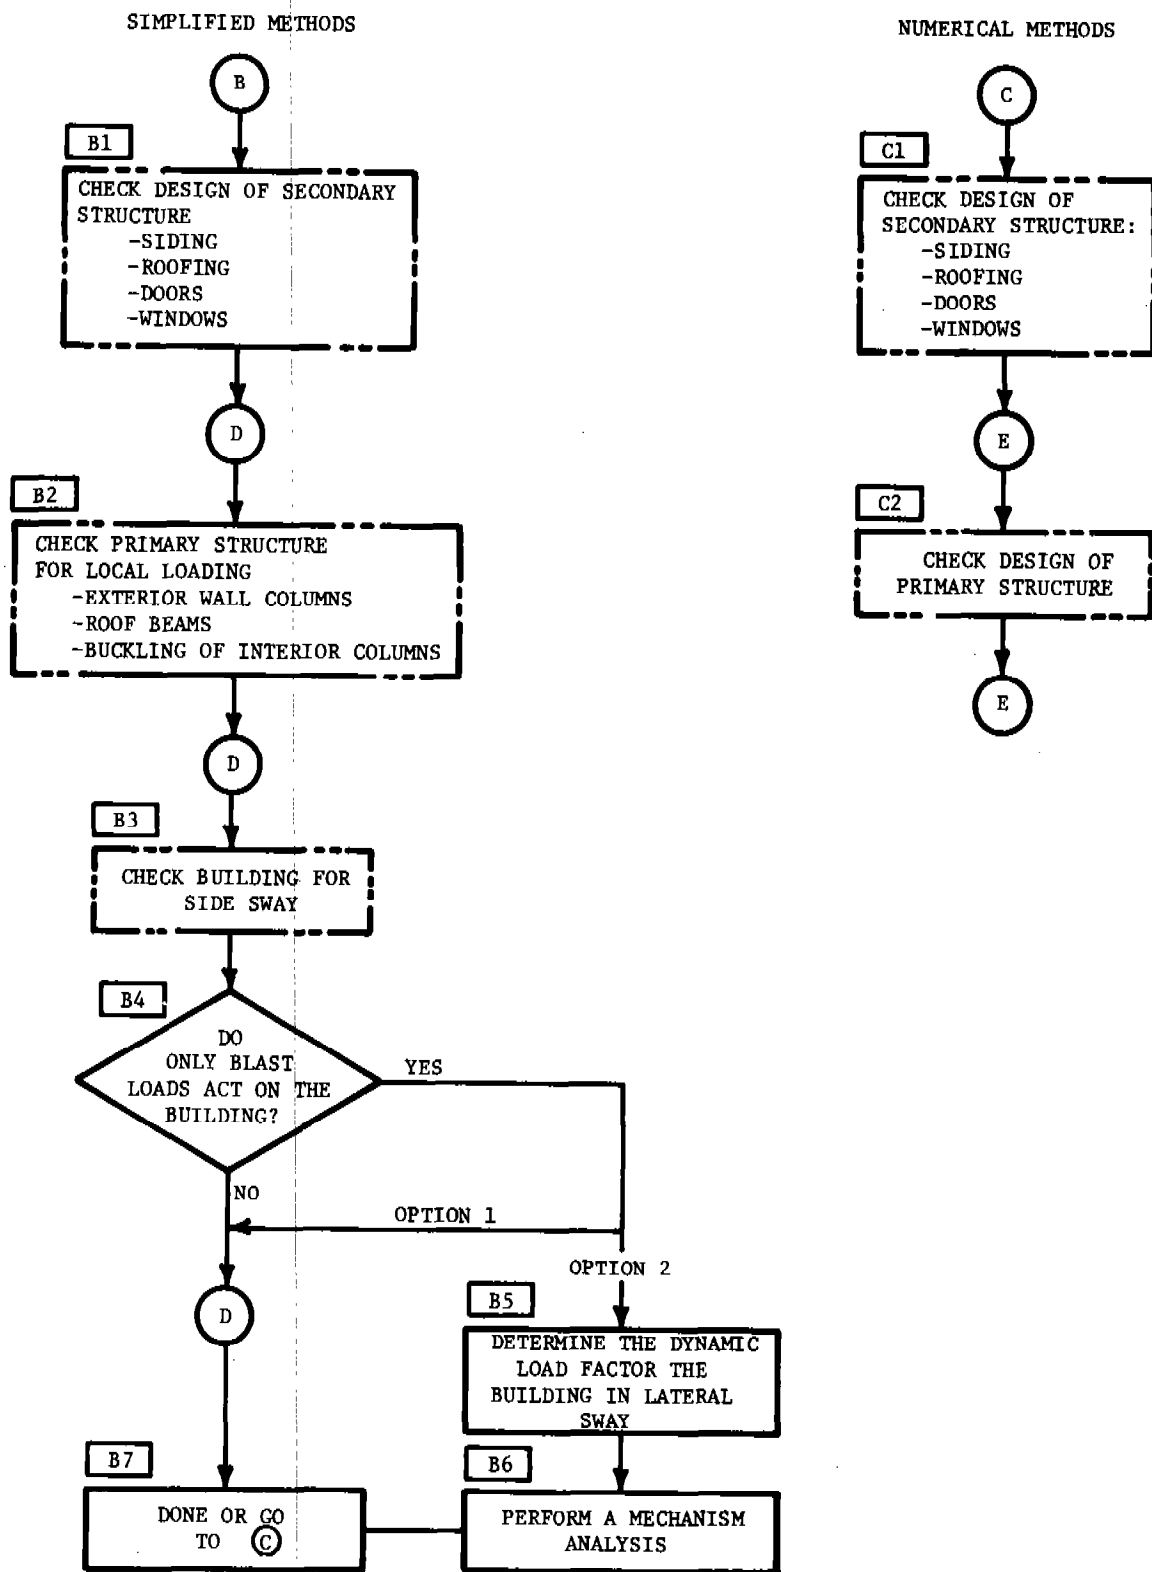 SIMPLIFIED METHODS
B
B1
CHECK DESIGN OF SECONDARY
STRUCTURE
-SIDING
-ROOFING
-DOORS
-WINDOWS
D
B2
CHECK PRIMARY STRUCTURE
FOR LOCAL LOADING
-EXTERIOR WALL COLUMNS
-ROOF BEAMS
-BUCKLING OF INTERIOR COLUMNS
D
B3
CHECK BUILDING FOR
SIDE SWAY
B4
DO
ONLY BLAST
LOADS ACT ON THE
BUILDING?
YES
NO
OPTION 1
OPTION 2
D
B5
DETERMINE THE DYNAMIC
LOAD FACTOR THE
BUILDING IN LATERAL
SWAY
B6
PERFORM A MECHANISM
ANALYSIS
B7
DONE OR GO
TO C
NUMERICAL METHODS
C
C1
CHECK DESIGN OF
SECONDARY STRUCTURE:
-SIDING
-ROOFING
-DOORS
-WINDOWS
E
C2
CHECK DESIGN OF
PRIMARY STRUCTURE
E